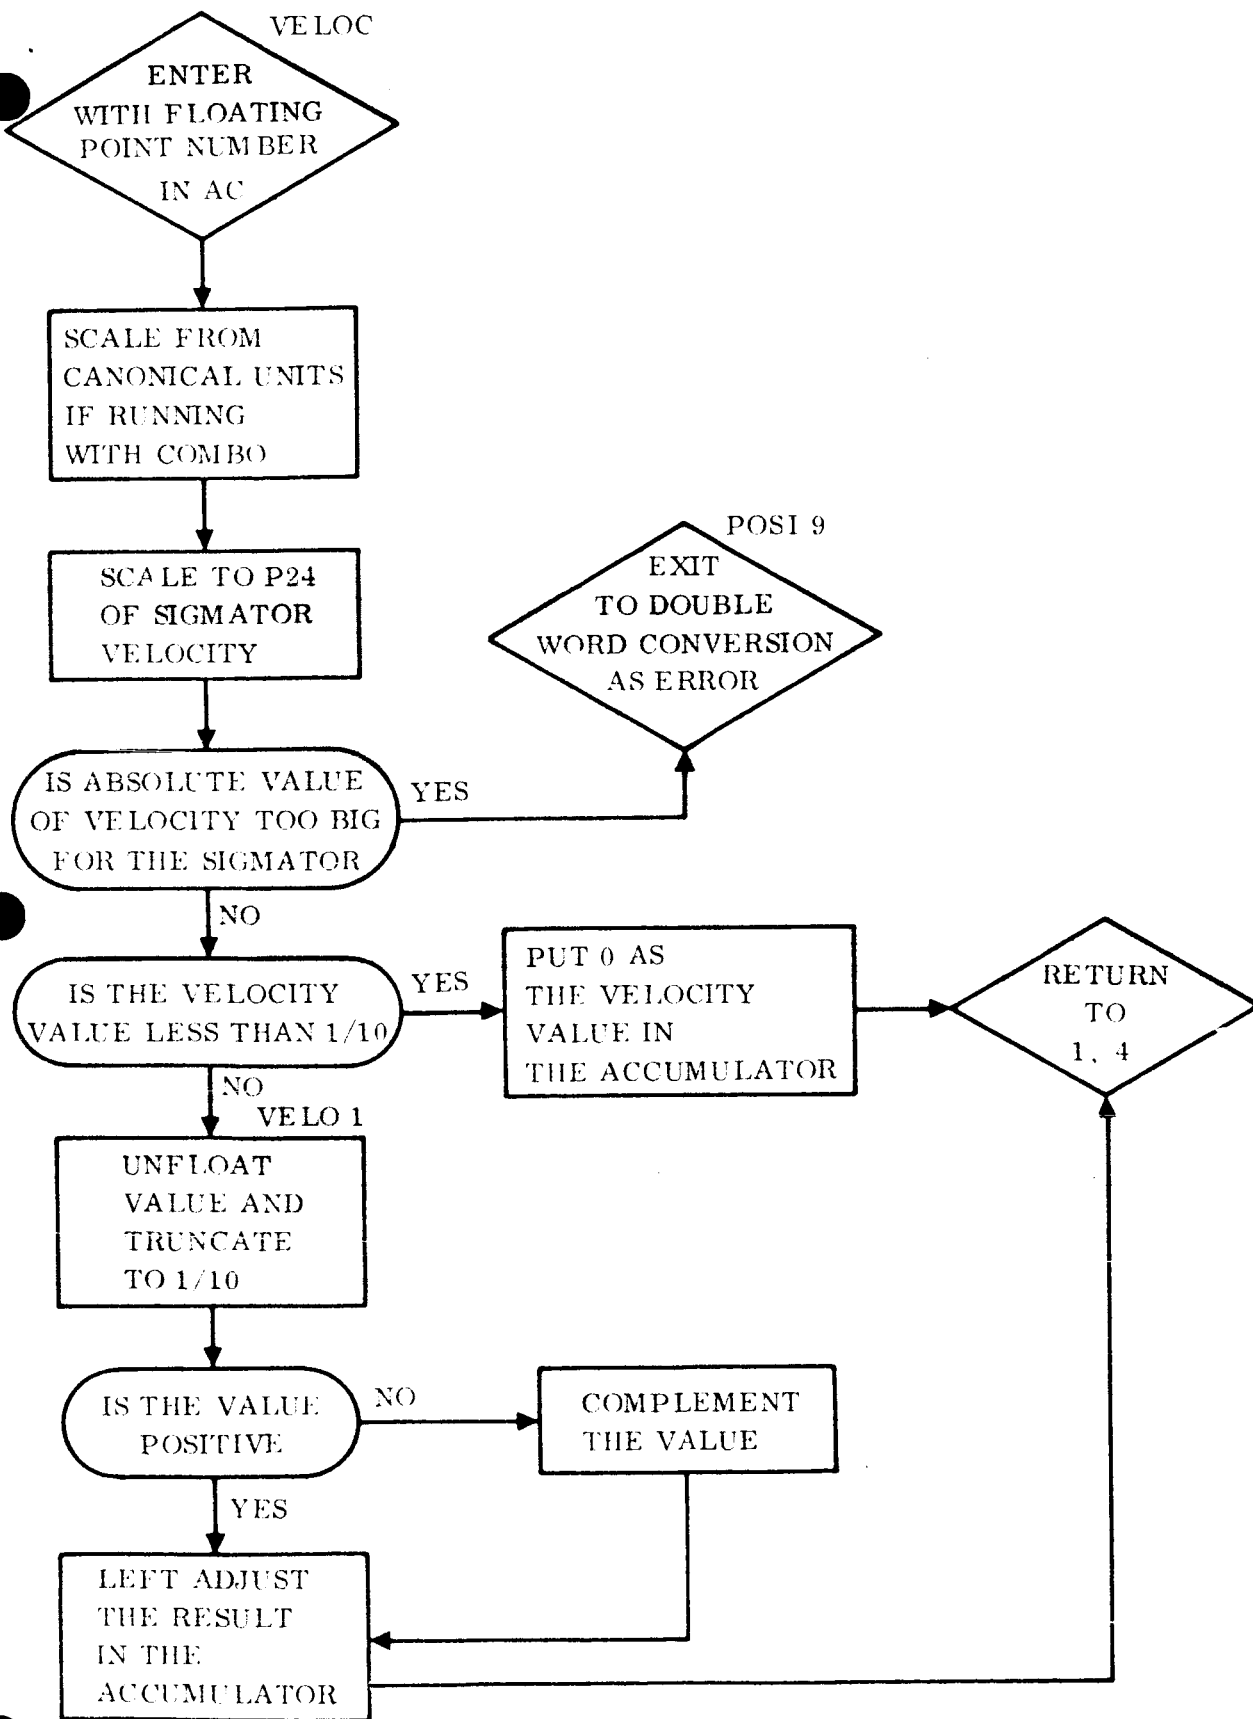 VELOC
ENTER
WITH FLOATING
POINT NUMBER
IN AC
SCALE FROM
CANONICAL UNITS
IF RUNNING
WITH COMBO
SCALE TO P24
OF SIGMATOR
VELOCITY
POSI 9
EXIT
TO DOUBLE
WORD CONVERSION
AS ERROR
IS ABSOLUTE VALUE
OF VELOCITY TOO BIG
FOR THE SIGMATOR
YES
NO
IS THE VELOCITY
VALUE LESS THAN 1/10
YES
PUT 0 AS
THE VELOCITY
VALUE IN
THE ACCUMULATOR
RETURN
TO
1, 4
NO
VELO 1
UNFLOAT
VALUE AND
TRUNCATE
TO 1/10
IS THE VALUE
POSITIVE
NO
COMPLEMENT
THE VALUE
YES
LEFT ADJUST
THE RESULT
IN THE
ACCUMULATOR